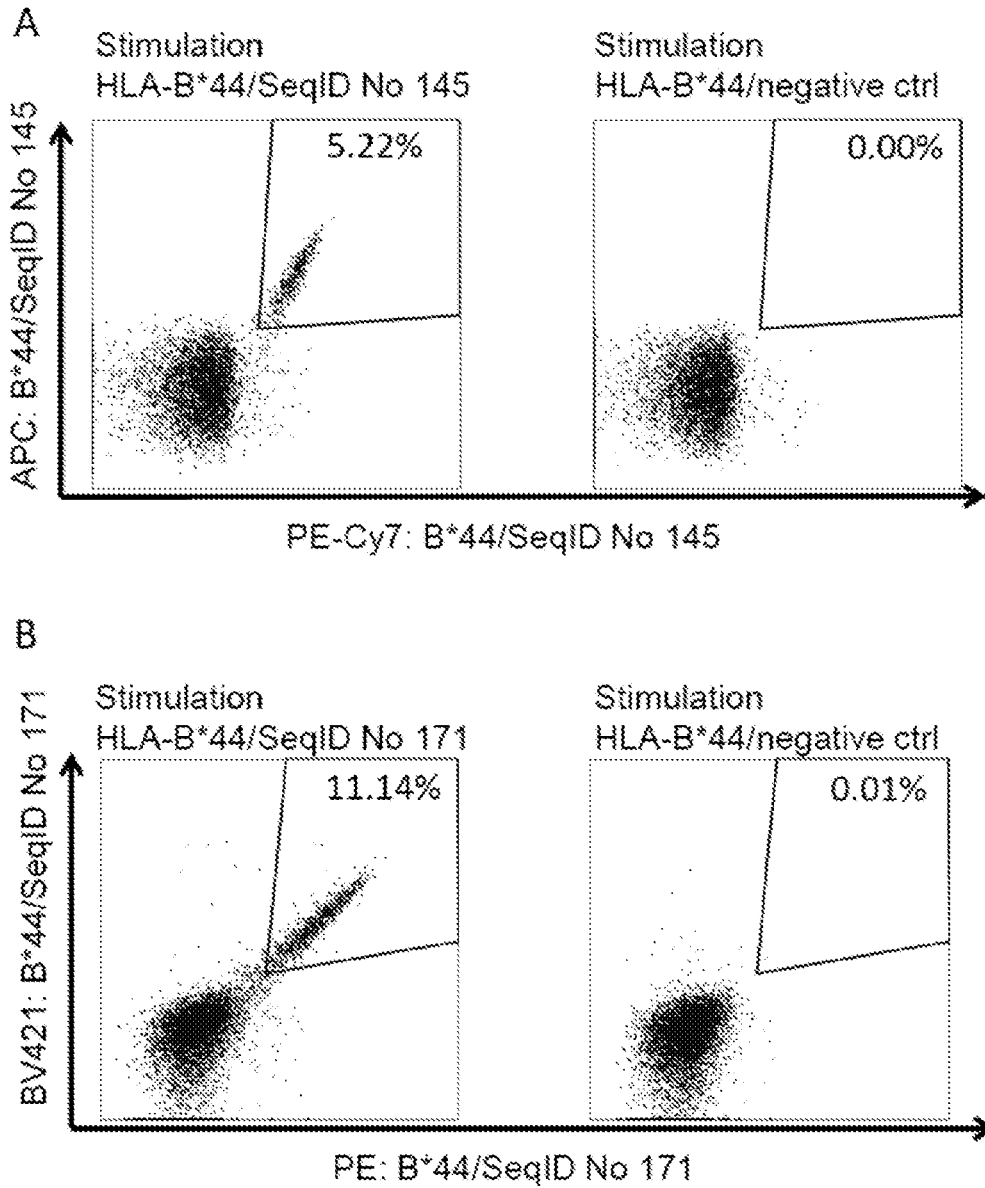 A
Stimulation
HLA-B*44/SeqID No 145
Stimulation
HLA-B*44/negative ctrl
APC: B*44/SeqID No 145
5.22%
0.00%
PE-Cy7: B*44/SeqID No 145
B
Stimulation
HLA-B*44/SeqID No 171
Stimulation
HLA-B*44/negative ctrl
BV421: B*44/SeqID No 171
11.14%
0.01%
PE: B*44/SeqID No 171